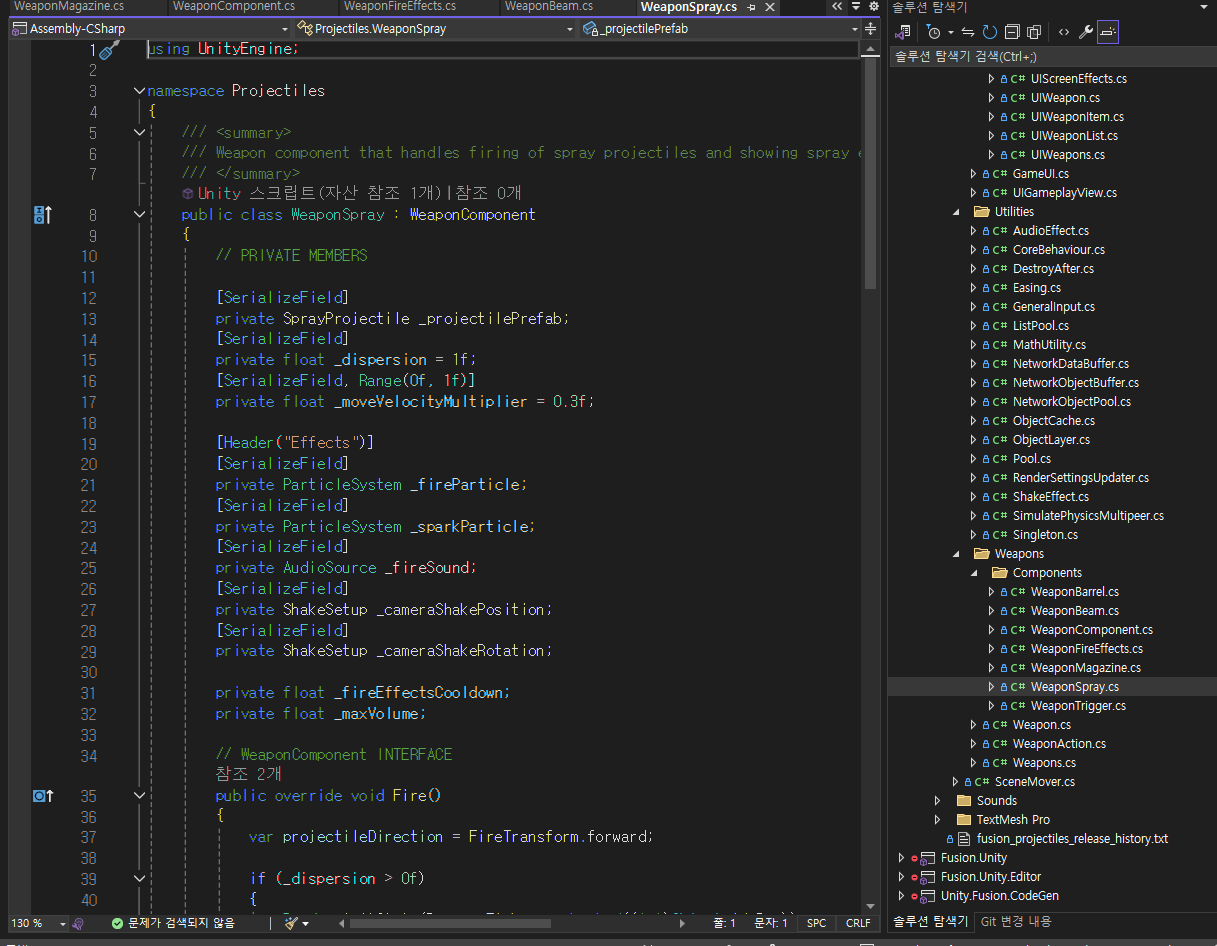 WeaponMagazine.cs
WeaponComponent.cs
WeaponFireEffects.cs
WeaponBeam.cs
WeaponSpray.cs
Assembly-CSharp
Projectiles.WeaponSpray
_projectilePrefab
1 using UnityEngine;
2
3 namespace Projectiles
4 {
5 /// <summary>
6 /// Weapon component that handles firing of spray projectiles and showing spray e
7 /// </summary>
Unity 스크립트(자산 참조 1개)|참조 0개
8 public class WeaponSpray : WeaponComponent
9 {
10 // PRIVATE MEMBERS
11
12 [SerializeField]
13 private SprayProjectile _projectilePrefab;
14 [SerializeField]
15 private float _dispersion = 1f;
16 [SerializeField, Range(0f, 1f)]
17 private float _moveVelocityMultiplier = 0.3f;
18
19 [Header("Effects")]
20 [SerializeField]
21 private ParticleSystem _fireParticle;
22 [SerializeField]
23 private ParticleSystem _sparkParticle;
24 [SerializeField]
25 private AudioSource _fireSound;
26 [SerializeField]
27 private ShakeSetup _cameraShakePosition;
28 [SerializeField]
29 private ShakeSetup _cameraShakeRotation;
30
31 private float _fireEffectsCooldown;
32 private float _maxVolume;
33
34 // WeaponComponent INTERFACE
참조 2개
35 public override void Fire()
36 {
37 var projectileDirection = FireTransform.forward;
38
39 if (_dispersion > 0f)
40 {
130 %
문제가 검색되지 않음
줄: 1
문자: 1
SPC
CRLF
솔루션 탐색기
솔루션 탐색기 검색(Ctrl+;)
C# UIScreenEffects.cs
C# UIWeapon.cs
C# UIWeaponItem.cs
C# UIWeaponList.cs
C# UIWeapons.cs
C# GameUI.cs
C# UIGameplayView.cs
Utilities
C# AudioEffect.cs
C# CoreBehaviour.cs
C# DestroyAfter.cs
C# Easing.cs
C# GeneralInput.cs
C# ListPool.cs
C# MathUtility.cs
C# NetworkDataBuffer.cs
C# NetworkObjectBuffer.cs
C# NetworkObjectPool.cs
C# ObjectCache.cs
C# ObjectLayer.cs
C# Pool.cs
C# RenderSettingsUpdater.cs
C# ShakeEffect.cs
C# SimulatePhysicsMultipeer.cs
C# Singleton.cs
Weapons
Components
C# WeaponBarrel.cs
C# WeaponBeam.cs
C# WeaponComponent.cs
C# WeaponFireEffects.cs
C# WeaponMagazine.cs
C# WeaponSpray.cs
C# WeaponTrigger.cs
C# Weapon.cs
C# WeaponAction.cs
C# Weapons.cs
C# SceneMover.cs
Sounds
TextMesh Pro
fusion_projectiles_release_history.txt
Fusion.Unity
Fusion.Unity.Editor
Unity.Fusion.CodeGen
솔루션 탐색기
Git 변경 내용